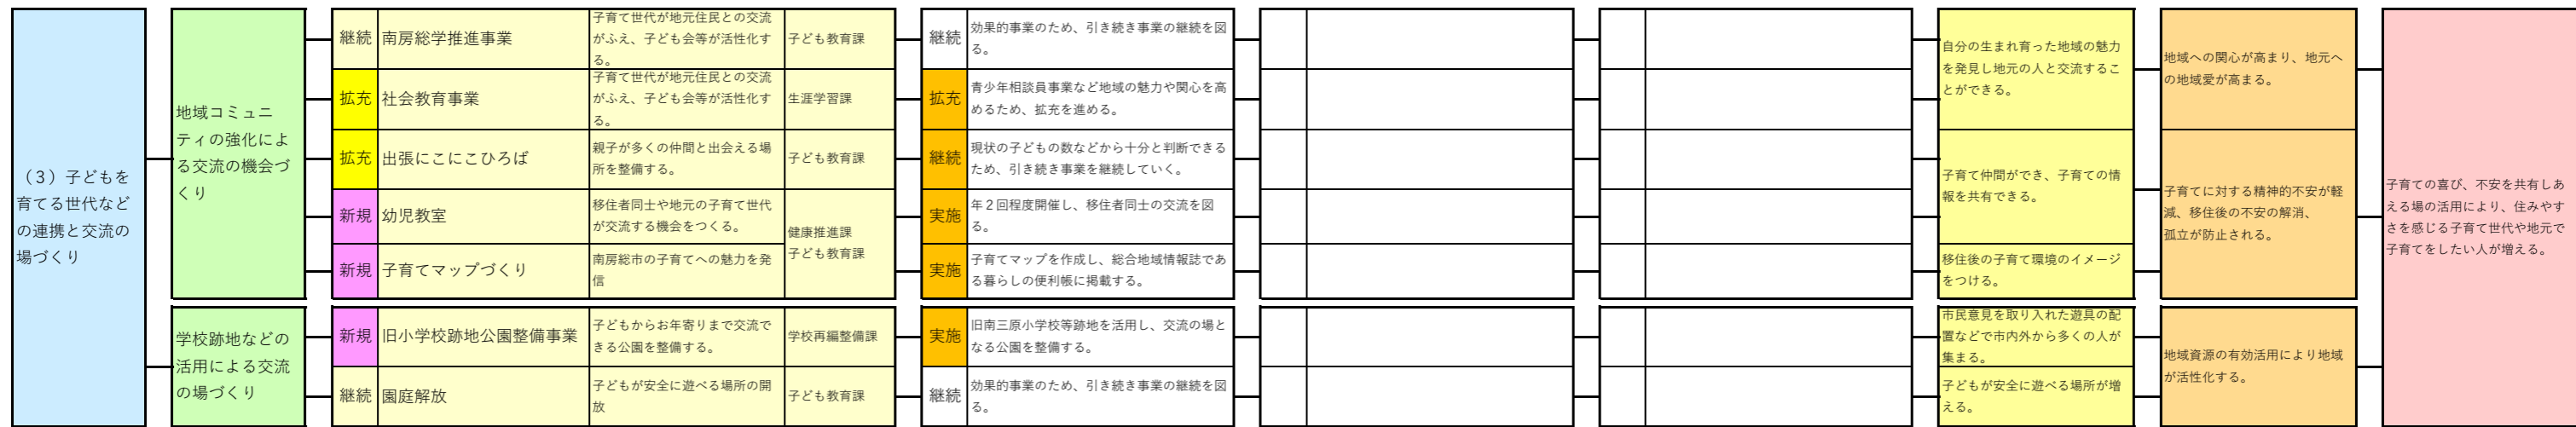 （３）子どもを
育てる世代など
の連携と交流の
場づくり
地域コミュニ
ティの強化によ
る交流の機会づ
くり
継続
南房総学推進事業
子育て世代が地元住民との交流
がふえ、子ども会等が活性化す
る。
子ども教育課
継続
効果的事業のため、引き続き事業の継続を図
る。
拡充
社会教育事業
子育て世代が地元住民との交流
がふえ、子ども会等が活性化す
る。
生涯学習課
拡充
青少年相談員事業など地域の魅力や関心を高
めるため、拡充を進める。
自分の生まれ育った地域の魅力
を発見し地元の人と交流するこ
とができる。
地域への関心が高まり、地元へ
の地域愛が高まる。
拡充
出張にこにこひろば
親子が多くの仲間と出会える場
所を整備する。
子ども教育課
継続
現状の子どもの数などから十分と判断できる
ため、引き続き事業を継続していく。
新規
幼児教室
移住者同士や地元の子育て世代
が交流する機会をつくる。
健康推進課
子ども教育課
実施
年２回程度開催し、移住者同士の交流を図
る。
子育て仲間ができ、子育ての情
報を共有できる。
新規
子育てマップづくり
南房総市の子育てへの魅力を発
信
実施
子育てマップを作成し、総合地域情報誌であ
る暮らしの便利帳に掲載する。
移住後の子育て環境のイメージ
をつける。
子育てに対する精神的不安が軽
減、移住後の不安の解消、
孤立が防止される。
学校跡地などの
活用による交流
の場づくり
新規
旧小学校跡地公園整備事業
子どもからお年寄りまで交流で
きる公園を整備する。
学校再編整備課
実施
旧南三原小学校等跡地を活用し、交流の場と
なる公園を整備する。
市民意見を取り入れた遊具の配
置などで市内外から多くの人が
集まる。
継続
園庭解放
子どもが安全に遊べる場所の開
放
子ども教育課
継続
効果的事業のため、引き続き事業の継続を図
る。
子どもが安全に遊べる場所が増
える。
地域資源の有効活用により地域
が活性化する。
子育ての喜び、不安を共有しあ
える場の活用により、住みやす
さを感じる子育て世代や地元で
子育てをしたい人が増える。